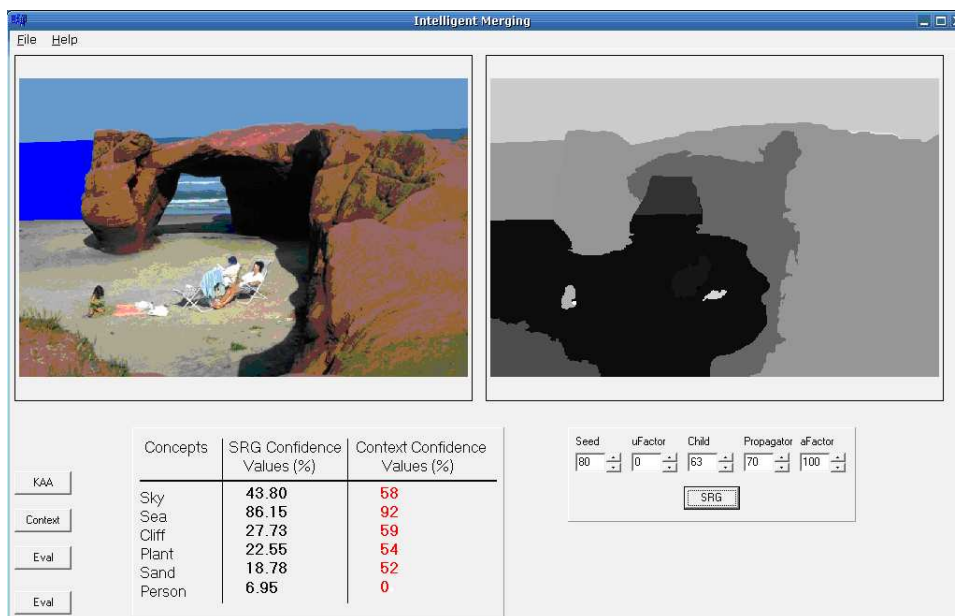 Intelligent Merging
File Help
Concepts SRG Confidence Values (%) Context Confidence Values (%)
Sky 43.80 58
Sea 86.15 92
Cliff 27.73 59
Plant 22.55 54
Sand 18.78 52
Person 6.95 0
Seed uFactor Child Propagator aFactor
80 0 63 70 100
SRG
KAA
Context
Eval
Eval